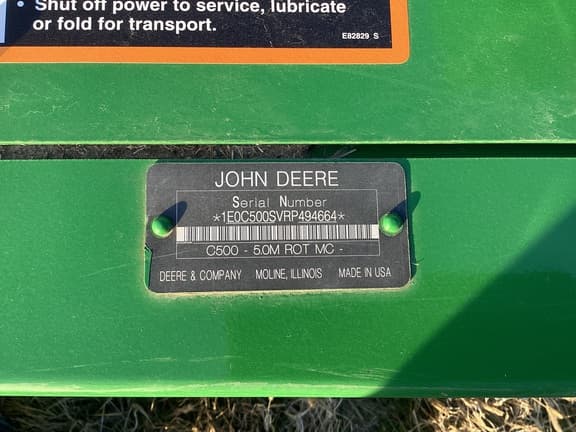 • Shut off power to service, lubricate
or fold for transport.
E82829 S
JOHN DEERE
Serial Number
*1E0C500SVRP494664*
C500 - 5.0M ROT MC -
DEERE & COMPANY MOLINE, ILLINOIS MADE IN USA